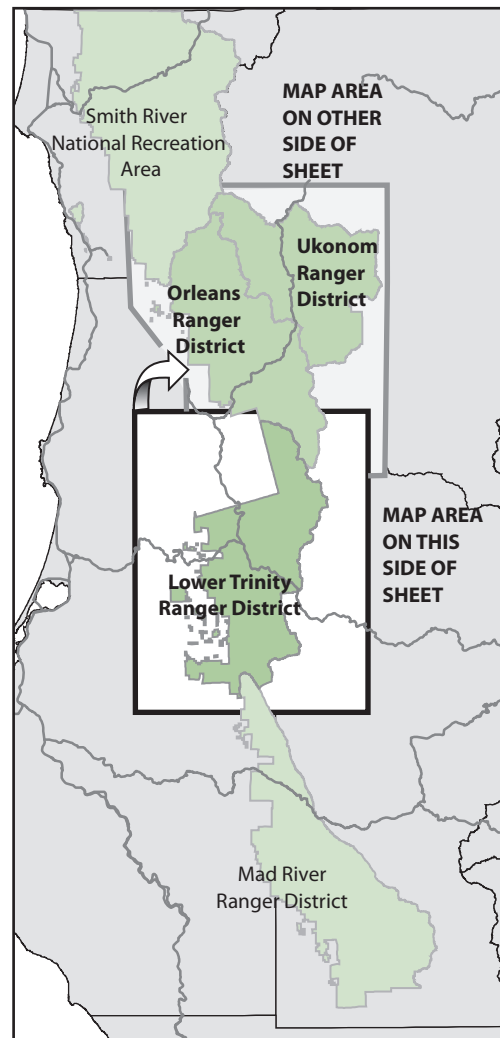 Smith River
National Recreation
Area
MAP AREA
ON OTHER
SIDE OF
SHEET
Ukonom
Ranger
District
Orleans
Ranger
District
MAP AREA
ON THIS
SIDE OF
SHEET
Lower Trinity
Ranger District
Mad River
Ranger District